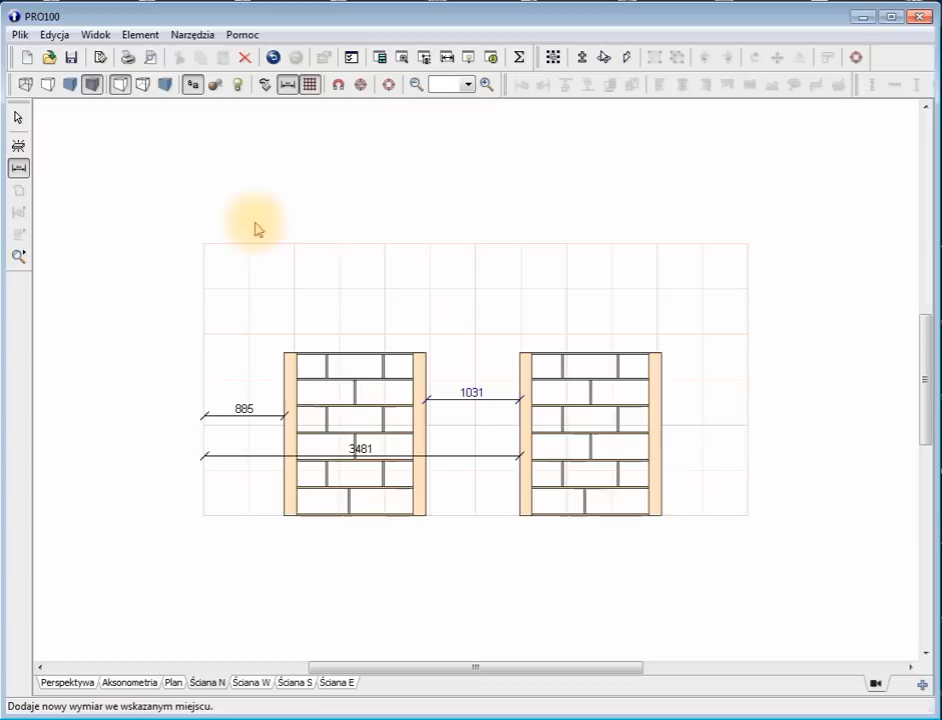 PRO100
Plik Edycja Widok Element Narzędzia Pomoc
1031
885
3481
Perspektywa Aksonometria Plan Ściana N Ściana W Ściana S Ściana E
Dodaje nowy wymiar we wskazanym miejscu.